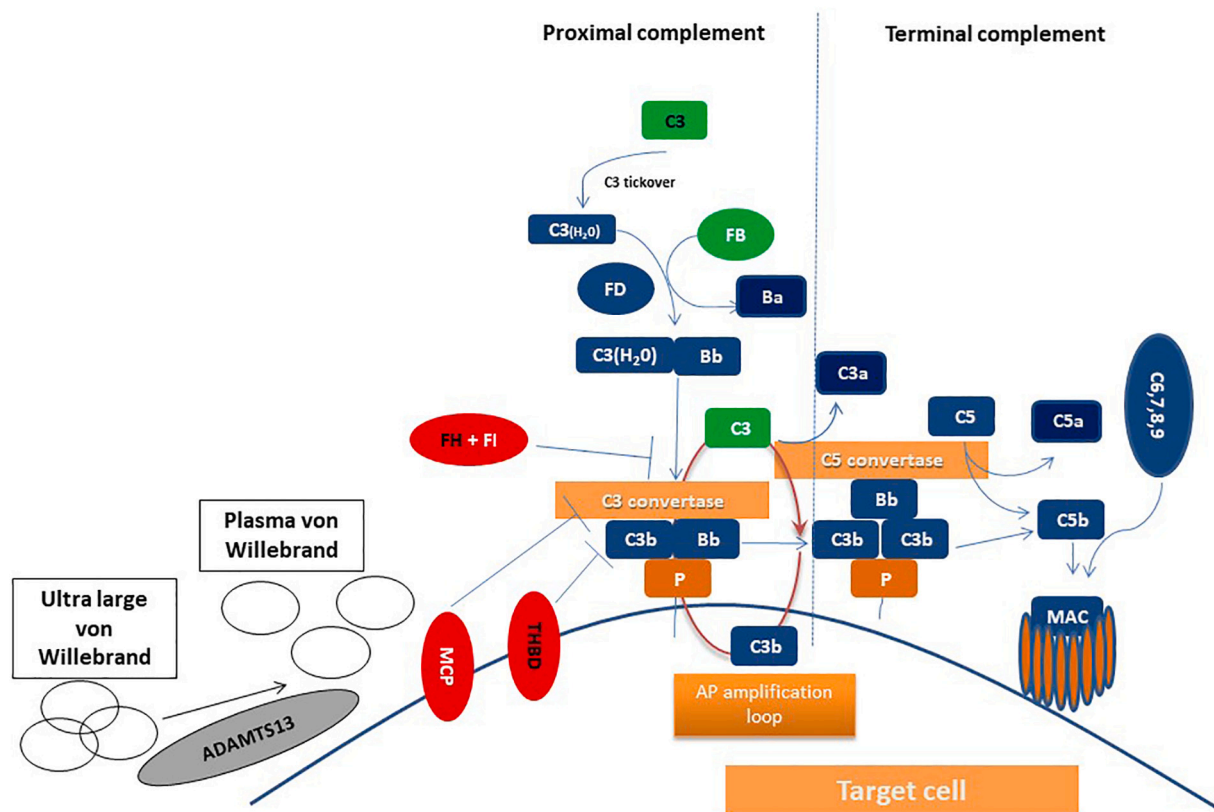 Proximal complement
Terminal complement
C3
C3 tickover
C3(H₂O)
FB
FD
Ba
C3(H₂O)
Bb
C3a
C6,7,8,9
C5
C5a
FH + FI
C3
C5 convertase
C3 convertase
Bb
C3b
Bb
C3b
C3b
C5b
P
P
Plasma von
Willebrand
Ultra large
von
Willebrand
MCP
THBD
C3b
MAC
AP amplification
loop
ADAMTS13
Target cell